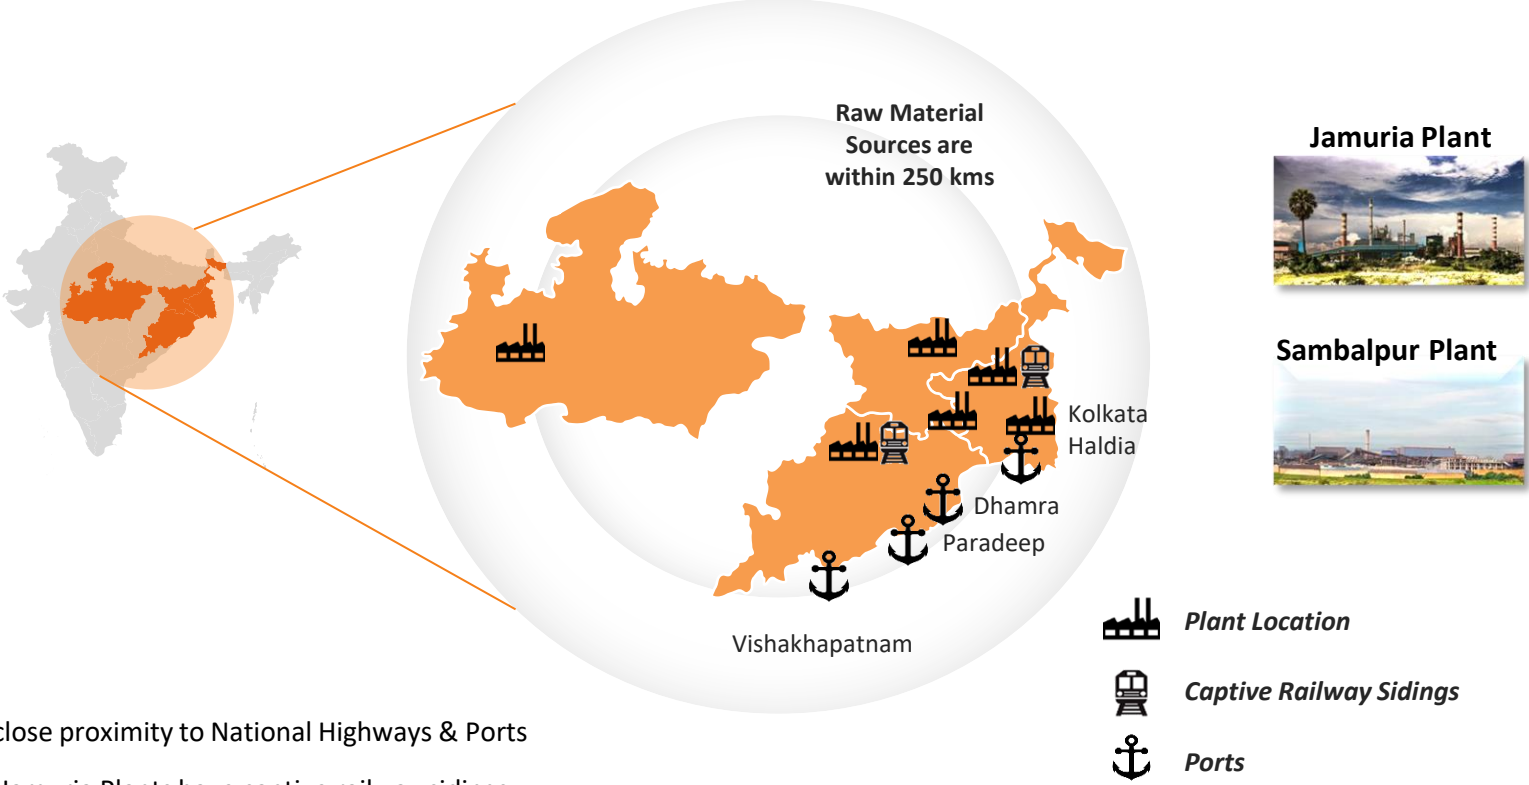 Raw Material
Sources are
within 250 kms
Jamuria Plant
Sambalpur Plant
Kolkata
Haldia
Dhamra
Paradeep
Vishakhapatnam
Plant Location
Captive Railway Sidings
Ports
close proximity to National Highways & Ports